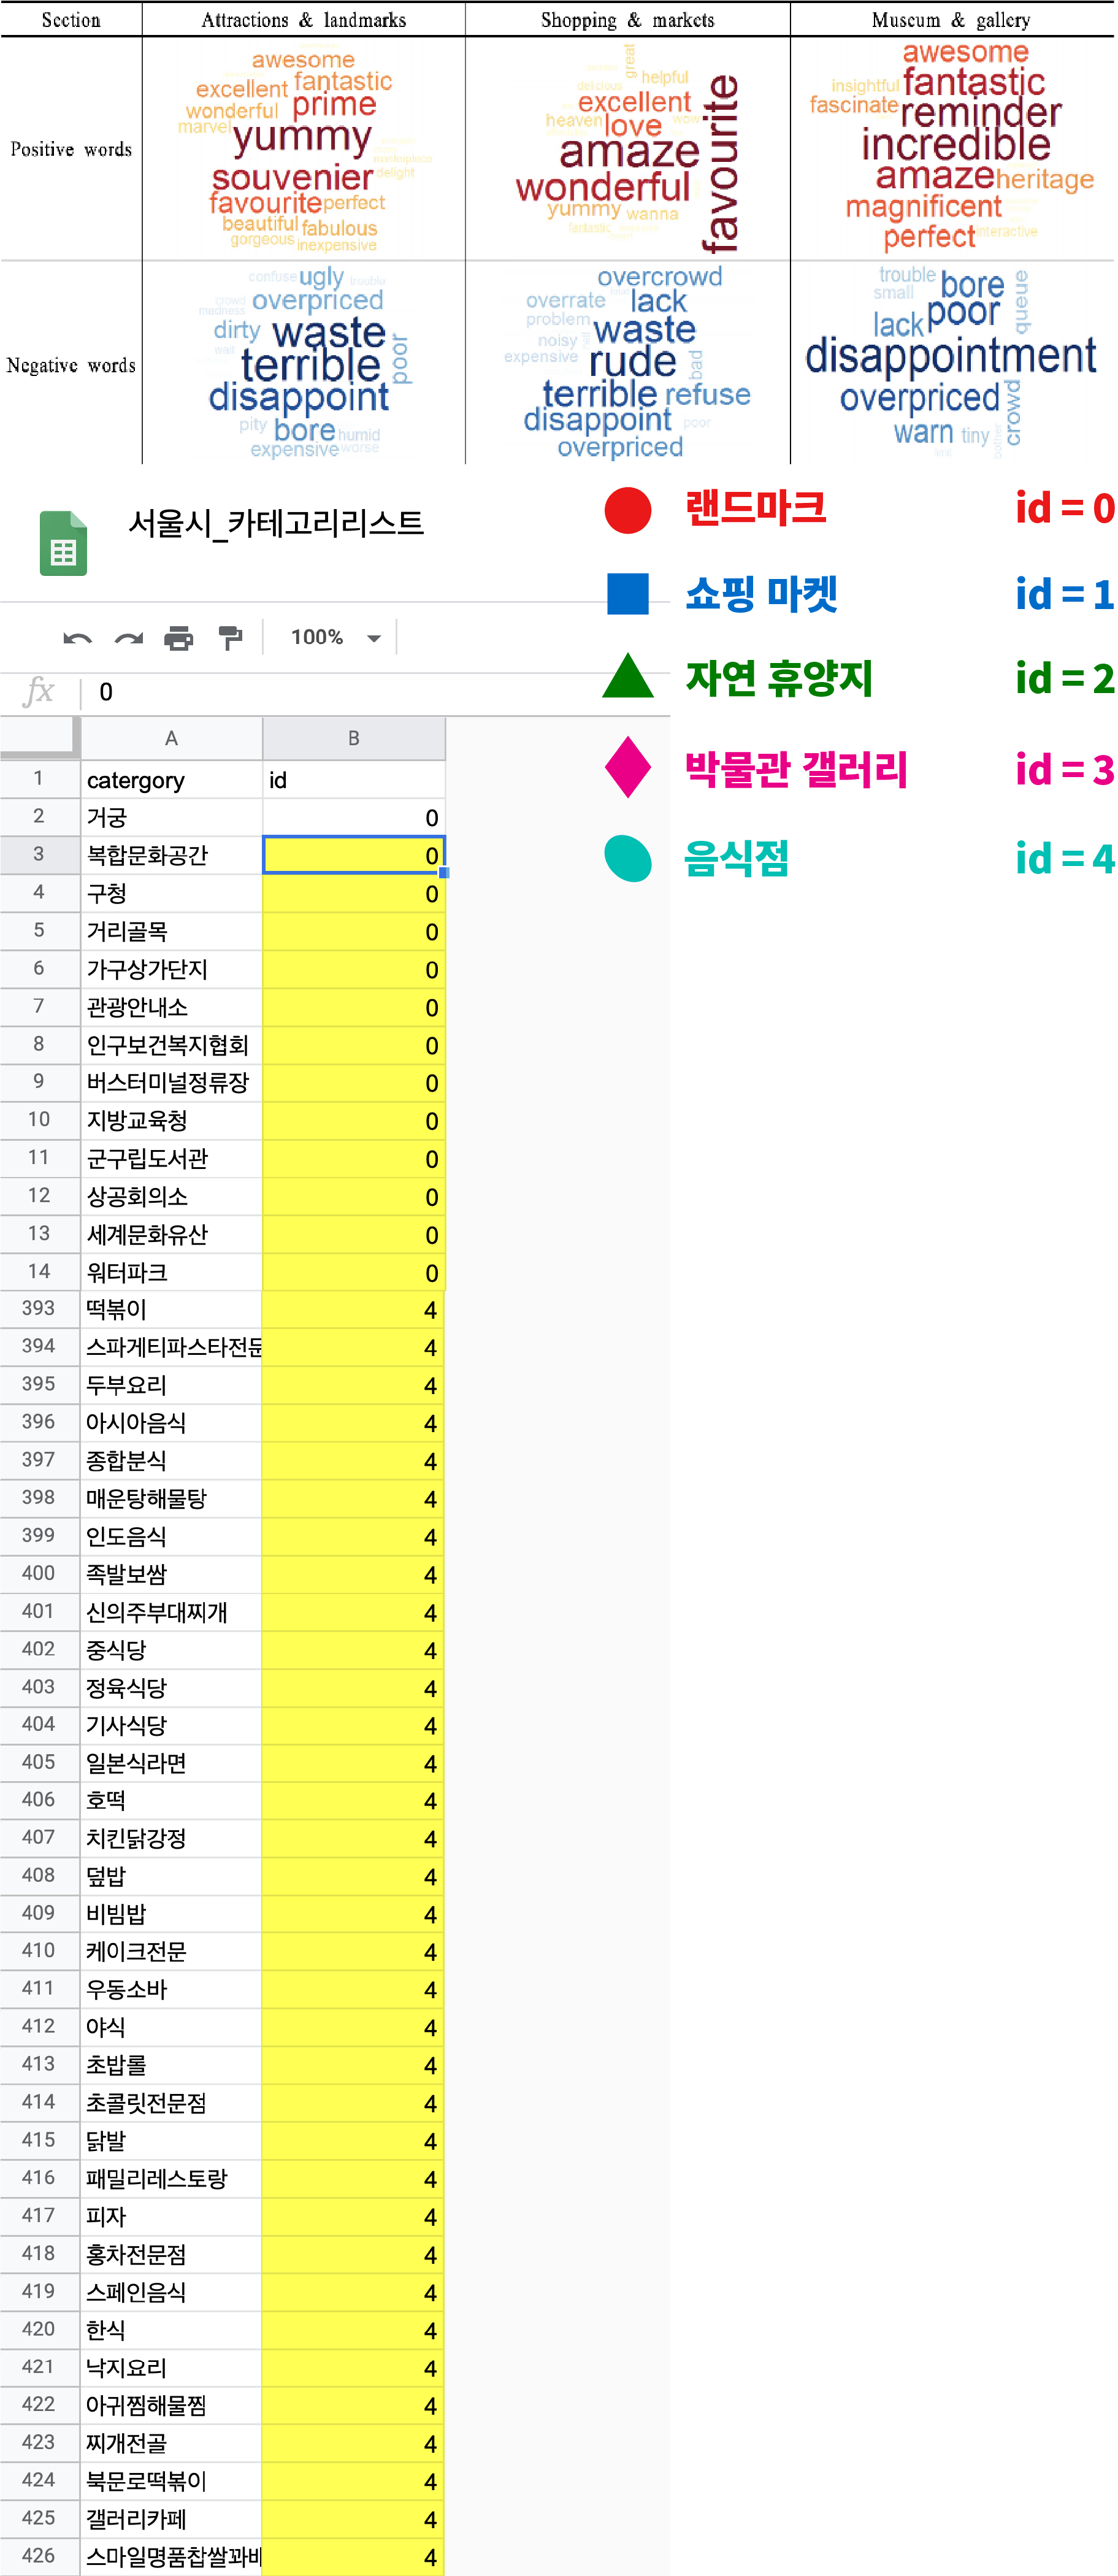 Section Attractions & landmarks Shopping & markets Museum & gallery
Positive words
awesome
excellent fantastic
wonderful prime
marvel
yummy
masterpiece
souvenier delight
favourite perfect
beautiful fabulous
gorgeous inexpensive
great
helpful
delicious
excellent
heaven love wow
amaze
wonderful
favourite
yummy wanna
fantastic
awesome
insightful fantastic
fascinate reminder
incredible
amaze heritage
magnificent
perfect interactive
Negative words
confuse ugly trouble
crowd overpriced
madness
dirty waste
wait terrible poor
disappoint
pity bore humid
expensive worse
overcrowd
overrate lack
problem waste
noisy
expensive rude bad
terrible refuse
disappoint poor
overpriced
trouble bore queue
small
lack poor
disappointment
overpriced
crowd
warn tiny
bother
서울시_카테고리리스트
100%
fx 0
랜드마크 id = 0
쇼핑 마켓 id = 1
자연 휴양지 id = 2
박물관 갤러리 id = 3
음식점 id = 4
A B
1 catergory id
2 거궁 0
3 복합문화공간 0
4 구청 0
5 거리골목 0
6 가구상가단지 0
7 관광안내소 0
8 인구보건복지협회 0
9 버스터미널정류장 0
10 지방교육청 0
11 군구립도서관 0
12 상공회의소 0
13 세계문화유산 0
14 워터파크 0
393 떡볶이 4
394 스파게티파스타전문 4
395 두부요리 4
396 아시아음식 4
397 종합분식 4
398 매운탕해물탕 4
399 인도음식 4
400 족발보쌈 4
401 신의주부대찌개 4
402 중식당 4
403 정육식당 4
404 기사식당 4
405 일본식라면 4
406 호떡 4
407 치킨닭강정 4
408 덮밥 4
409 비빔밥 4
410 케이크전문 4
411 우동소바 4
412 야식 4
413 초밥롤 4
414 초콜릿전문점 4
415 닭발 4
416 패밀리레스토랑 4
417 피자 4
418 홍차전문점 4
419 스페인음식 4
420 한식 4
421 낙지요리 4
422 아귀찜해물찜 4
423 찌개전골 4
424 북문로떡볶이 4
425 갤러리카페 4
426 스마일명품찹쌀꽈배 4